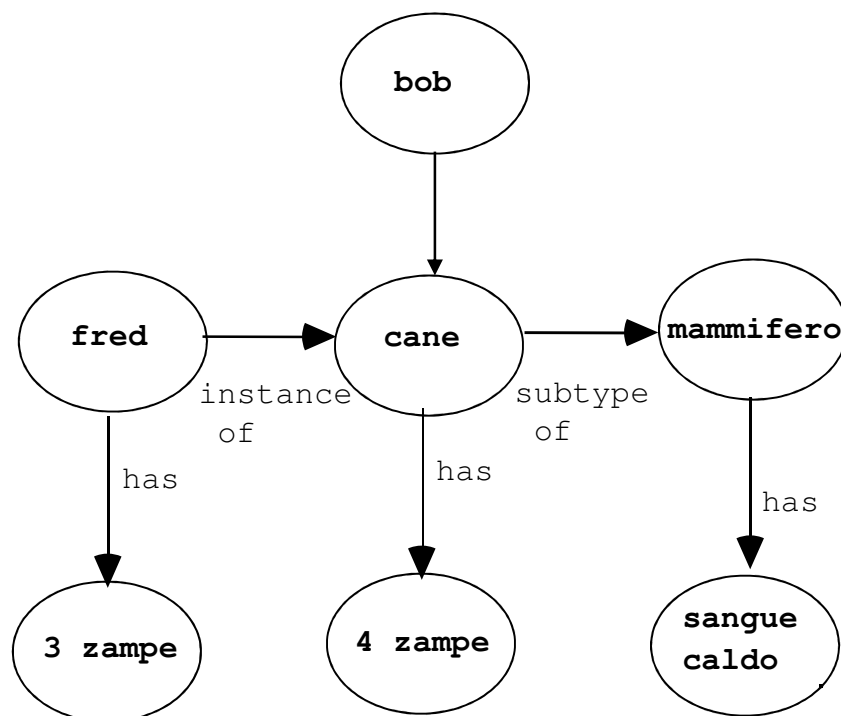 bob
fred
cane
mammifero
instance
of
subtype
of
has
has
has
3 zampe
4 zampe
sangue
caldo